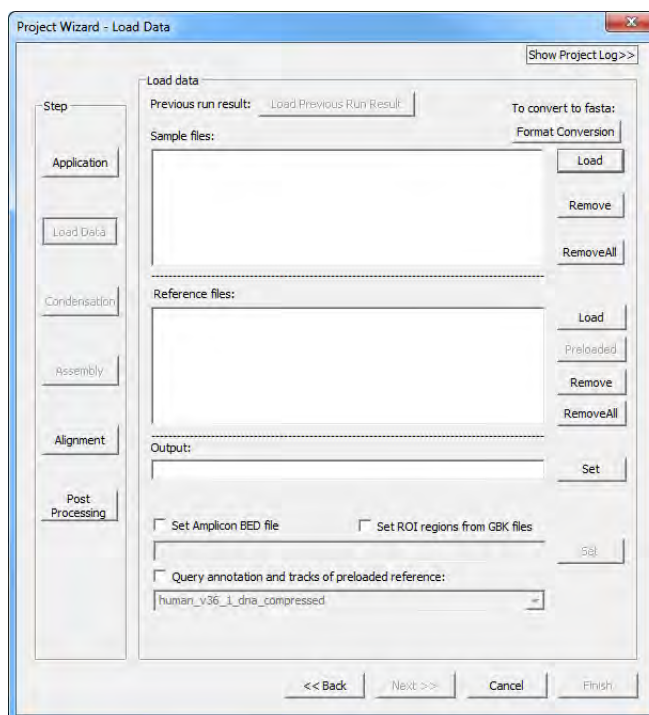 Project Wizard - Load Data
Show Project Log>>
Load data
Step
Previous run result:
Load Previous Run Result
To convert to fasta:
Format Conversion
Sample files:
Load
Application
Remove
Load Data
RemoveAll
Reference files:
Condensation
Load
Preloaded
Assembly
Remove
RemoveAll
Alignment
Output:
Set
Post
Processing
Set Amplicon BED file
Set ROI regions from GBK files
Set
Query annotation and tracks of preloaded reference:
human_v36_1_dna_compressed
<< Back
Next >>
Cancel
Finish